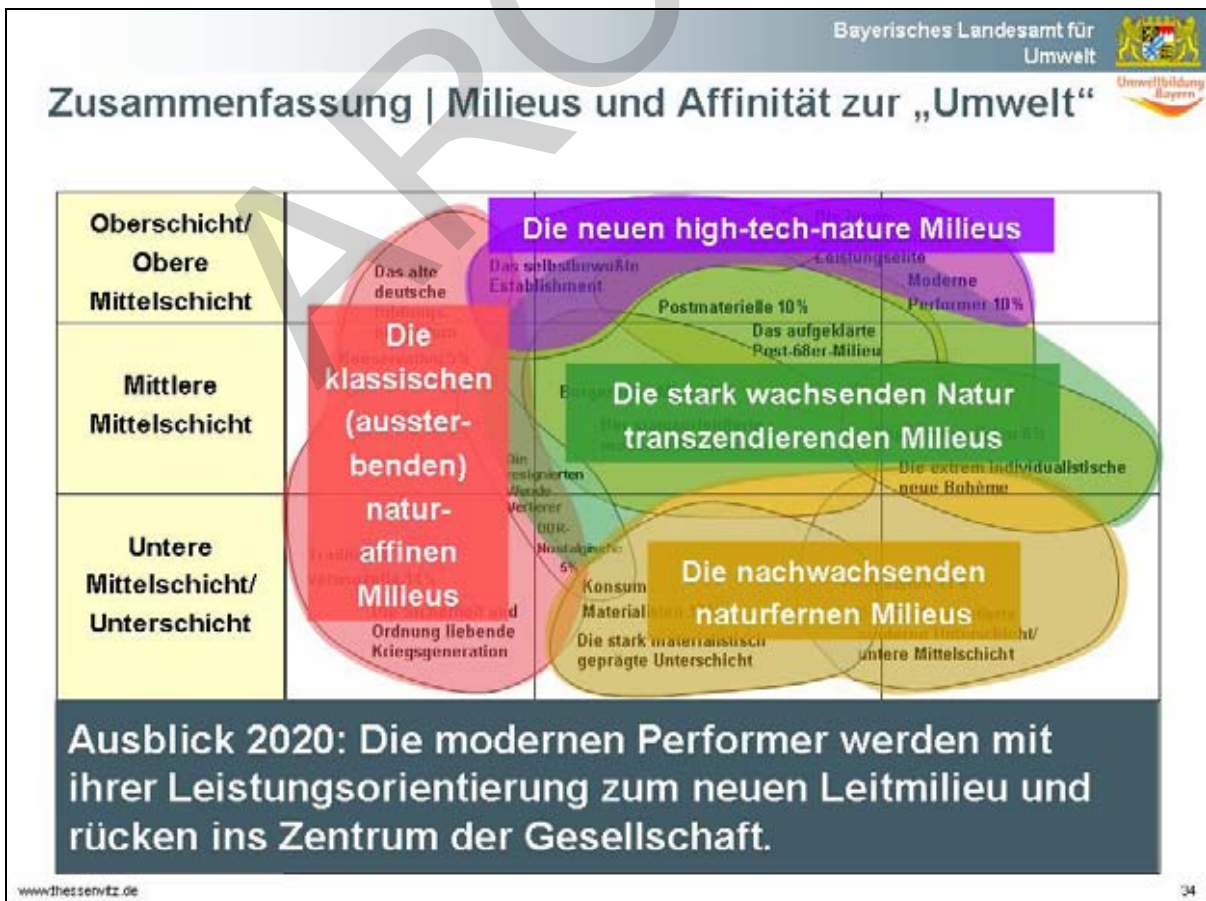 Bayerisches Landesamt für
Umwelt
Umweltbildung
Bayern
Zusammenfassung | Milieus und Affinität zur „Umwelt“
Oberschicht/
Obere
Mittelschicht
Mittlere
Mittelschicht
Untere
Mittelschicht/
Unterschicht
Die neuen high-tech-nature Milieus
Das alte
deutsche
Das selbstbewußte
Establishment
Leistungselite
Moderne
Performer 10%
Postmaterielle 10%
Das aufgeklärte
Post-68er-Milieu
Die
klassischen
(ausster-
benden)
natur-
affinen
Milieus
Die stark wachsenden Natur
transzendierenden Milieus
Die extrem individualistische
neue Bohème
Die
resignierten
Wende
Verlierer
DDR-
Nostalgische
6%
und
Ordnung liebende
Kriegsgeneration
Konsum
Die stark materialistisch
geprägte Unterschicht
Die nachwachsenden
naturfernen Milieus
moderne Unterschicht/
untere Mittelschicht
Ausblick 2020: Die modernen Performer werden mit
ihrer Leistungsorientierung zum neuen Leitmilieu und
rücken ins Zentrum der Gesellschaft.
www.thessenvitz.de
34